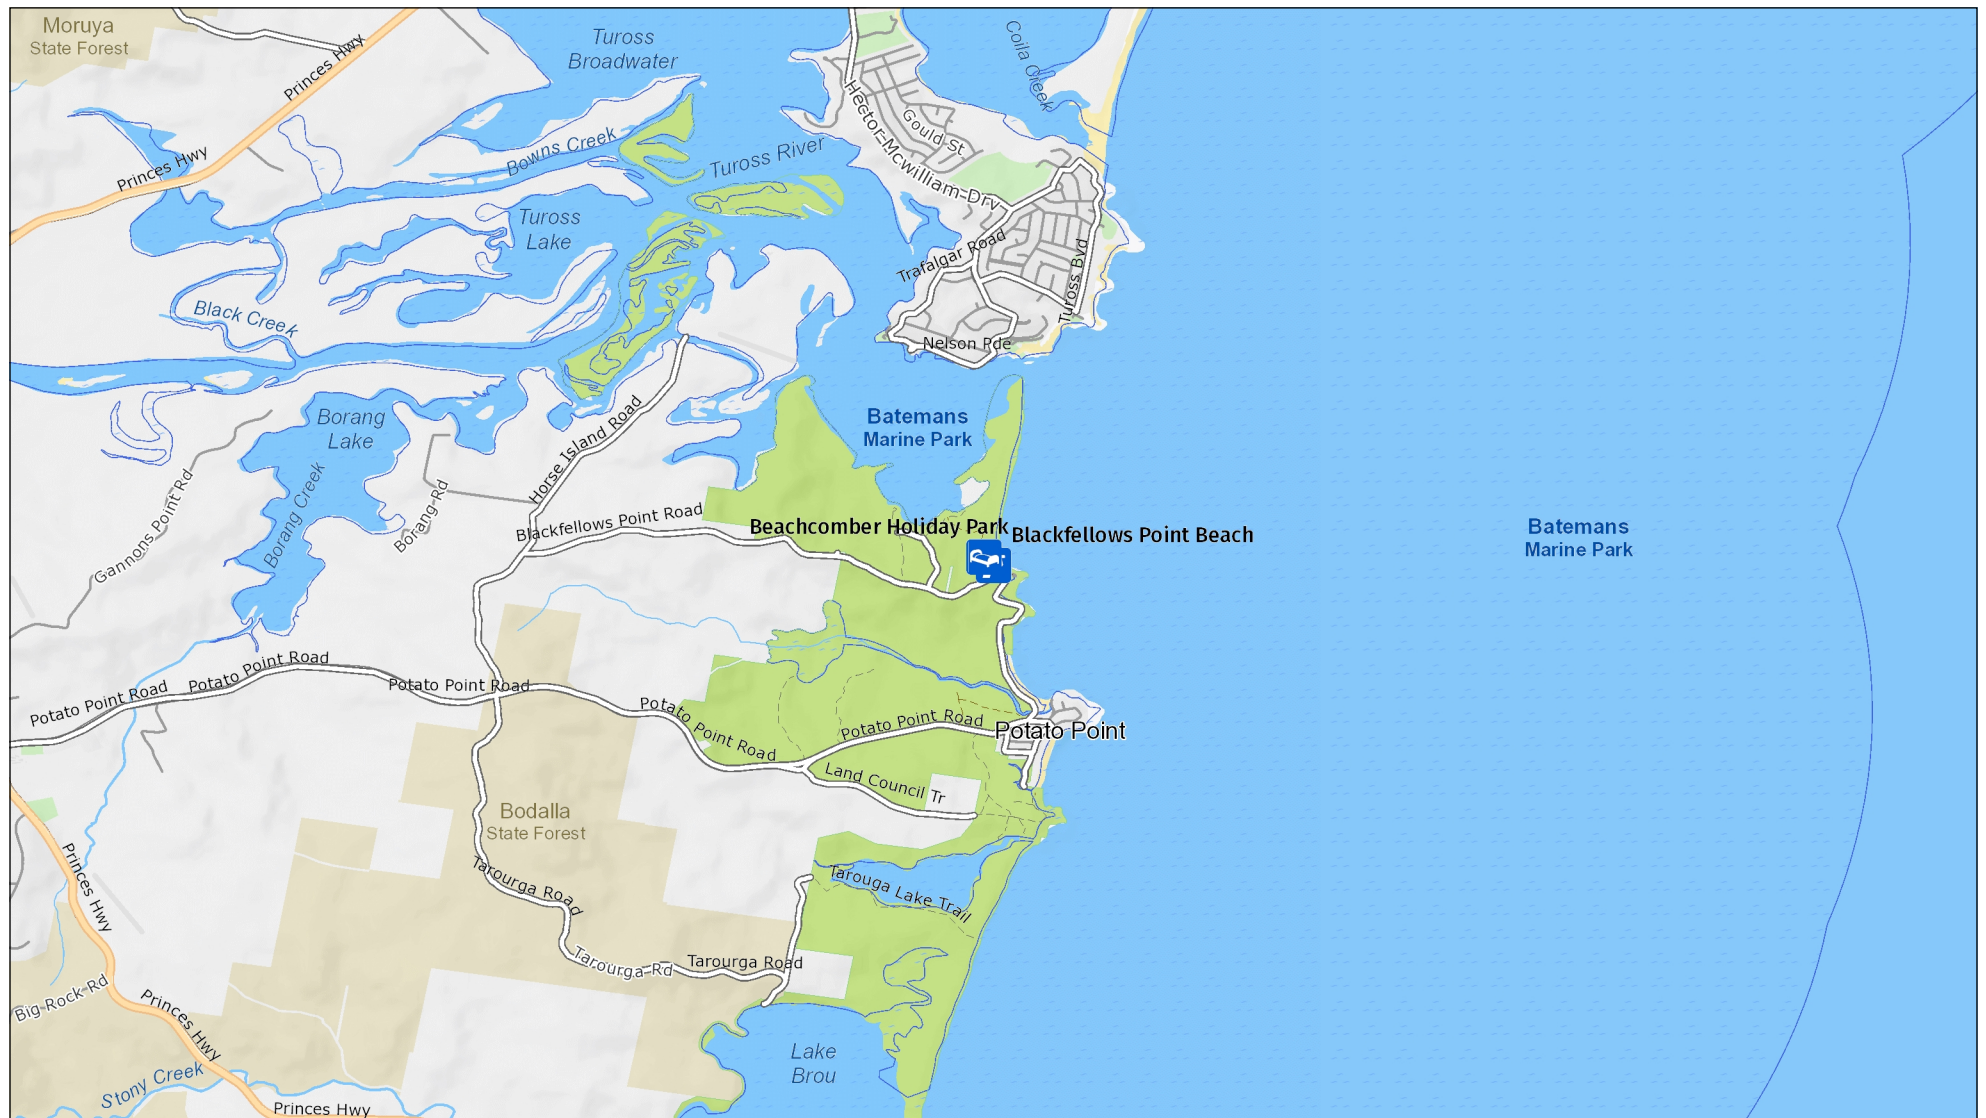 Moruya
State Forest
Princes Hwy
Tuross
Broadwater
Coila Creek
Hector-Mcwilliam-Drv
Gould St
Princes Hwy
Bowns Creek
Tuross River
Tuross
Lake
Trafalgar Road
Tuross Bvd
Black Creek
Nelson Pde
Borang
Lake
Batemans
Marine Park
Horse Island Road
Gannons Point Rd
Borang Creek
Borang-Rd
Blackfellows Point Road
Beachcomber Holiday Park
Blackfellows Point Beach
Batemans
Marine Park
Potato Point Road
Potato Point Road
Potato Point Road
Potato Point Road
Potato Point Road
Potato Point
Land Council Tr
Bodalla
State Forest
Princes Hwy
Tarourga Road
Tarouga Lake Trail
Tarourga Rd
Tarourga Road
Big Rock Rd
Princes Hwy
Lake
Brou
Stony Creek
Princes Hwy